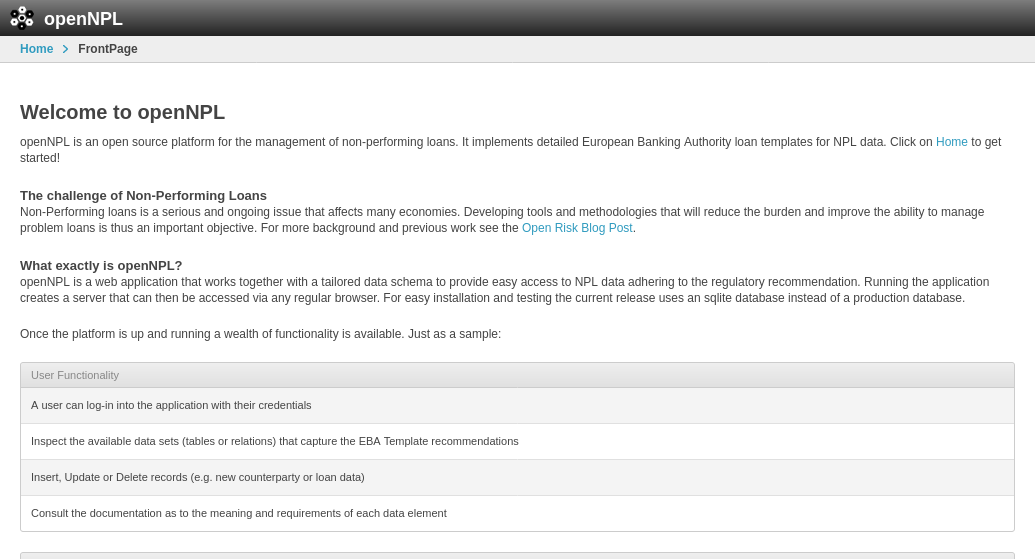 openNPL
Home > FrontPage
Welcome to openNPL
openNPL is an open source platform for the management of non-performing loans. It implements detailed European Banking Authority loan templates for NPL data. Click on Home to get
started!
The challenge of Non-Performing Loans
Non-Performing loans is a serious and ongoing issue that affects many economies. Developing tools and methodologies that will reduce the burden and improve the ability to manage
problem loans is thus an important objective. For more background and previous work see the Open Risk Blog Post.
What exactly is openNPL?
openNPL is a web application that works together with a tailored data schema to provide easy access to NPL data adhering to the regulatory recommendation. Running the application
creates a server that can then be accessed via any regular browser. For easy installation and testing the current release uses an sqlite database instead of a production database.
Once the platform is up and running a wealth of functionality is available. Just as a sample:
User Functionality
A user can log-in into the application with their credentials
Inspect the available data sets (tables or relations) that capture the EBA Template recommendations
Insert, Update or Delete records (e.g. new counterparty or loan data)
Consult the documentation as to the meaning and requirements of each data element